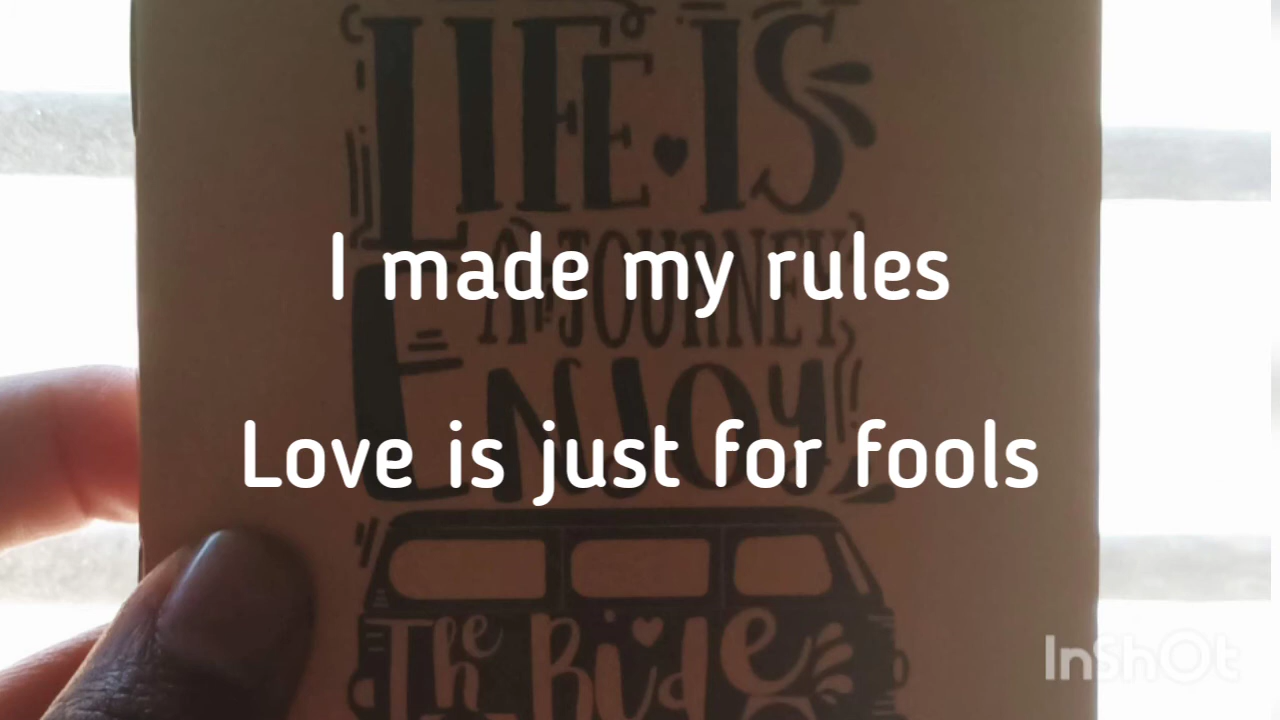 LIFE IS
A JOURNEY
I made my rules
ENJOY
Love is just for fools
The Ride
InShOt